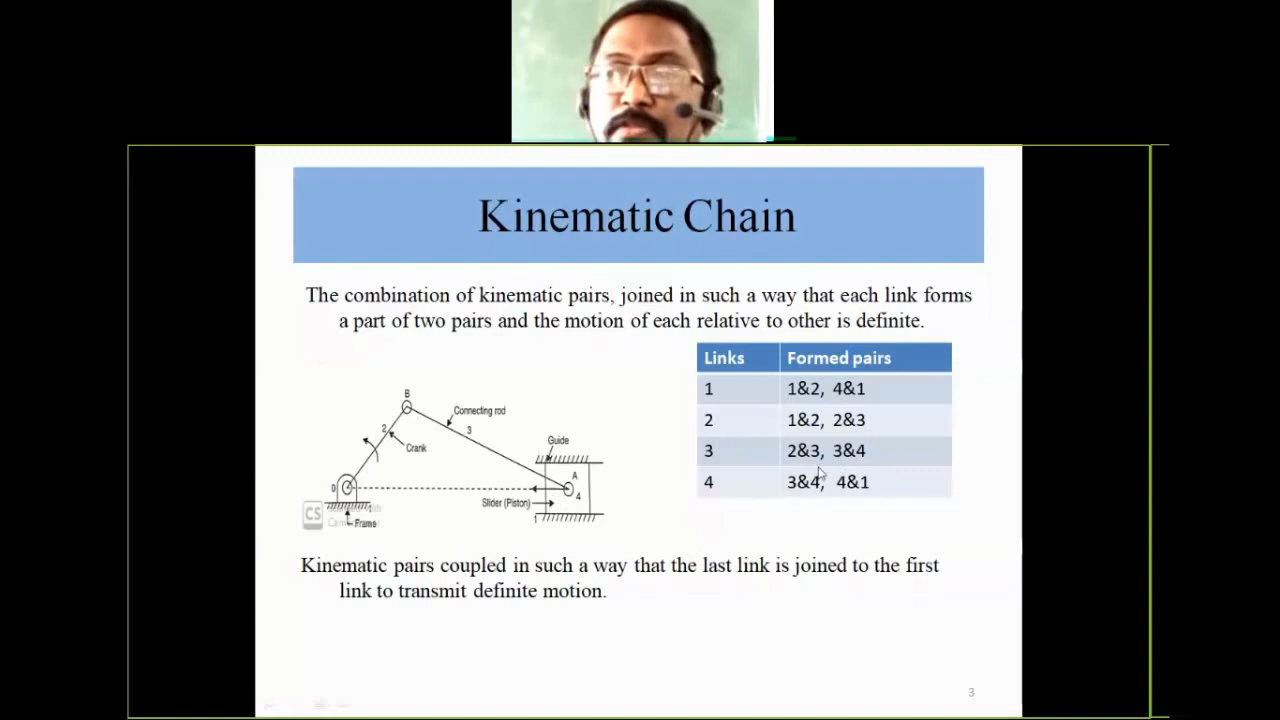 Kinematic Chain
The combination of kinematic pairs, joined in such a way that each link forms
a part of two pairs and the motion of each relative to other is definite.
Links Formed pairs
1 1&2, 4&1
2 1&2, 2&3
3 2&3, 3&4
4 3&4, 4&1
B
Connecting rod
3
2
Crank
Guide
A
4
0
Slider (Piston)
1
CS
Frame
Kinematic pairs coupled in such a way that the last link is joined to the first
link to transmit definite motion.
3